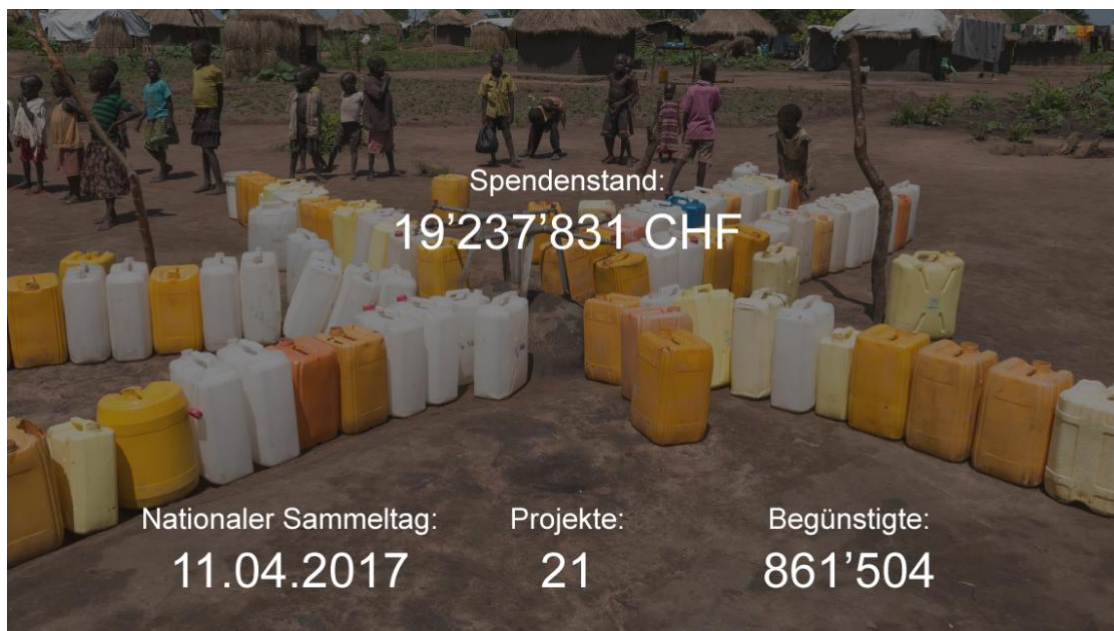 Spendenstand:
19’237’831 CHF
Nationaler Sammeltag: Projekte: Begünstigte:
11.04.2017 21 861’504